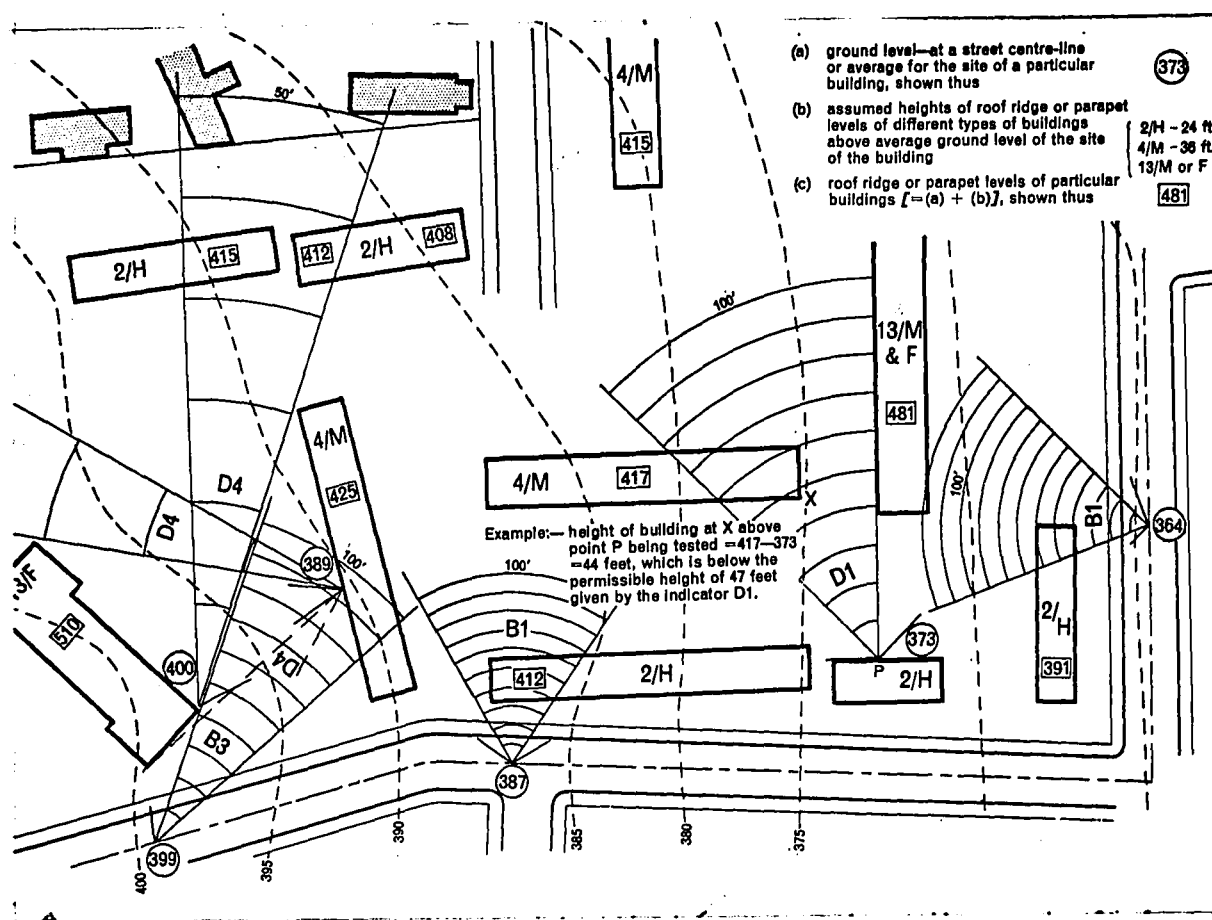 (a) ground level—at a street centre-line
or average for the site of a particular
building, shown thus
373
(b) assumed heights of roof ridge or parapet
levels of different types of buildings
above average ground level of the site
of the building
2/H - 24 ft
4/M - 36 ft
13/M or F
(c) roof ridge or parapet levels of particular
buildings [=(a) + (b)], shown thus
481
50'
4/M
415
2/H
415
412
2/H
408
100'
13/M
& F
481
4/M
425
D4
D4
4/M
417
X
100'
B1
364
Example:— height of building at X above
point P being tested =417—373
=44 feet, which is below the
permissible height of 47 feet
given by the indicator D1.
389
100'
100'
D1
3/F
510
400
D4
B1
373
2/H
391
412
2/H
P
2/H
B3
387
399
400
395
390
385
380
375